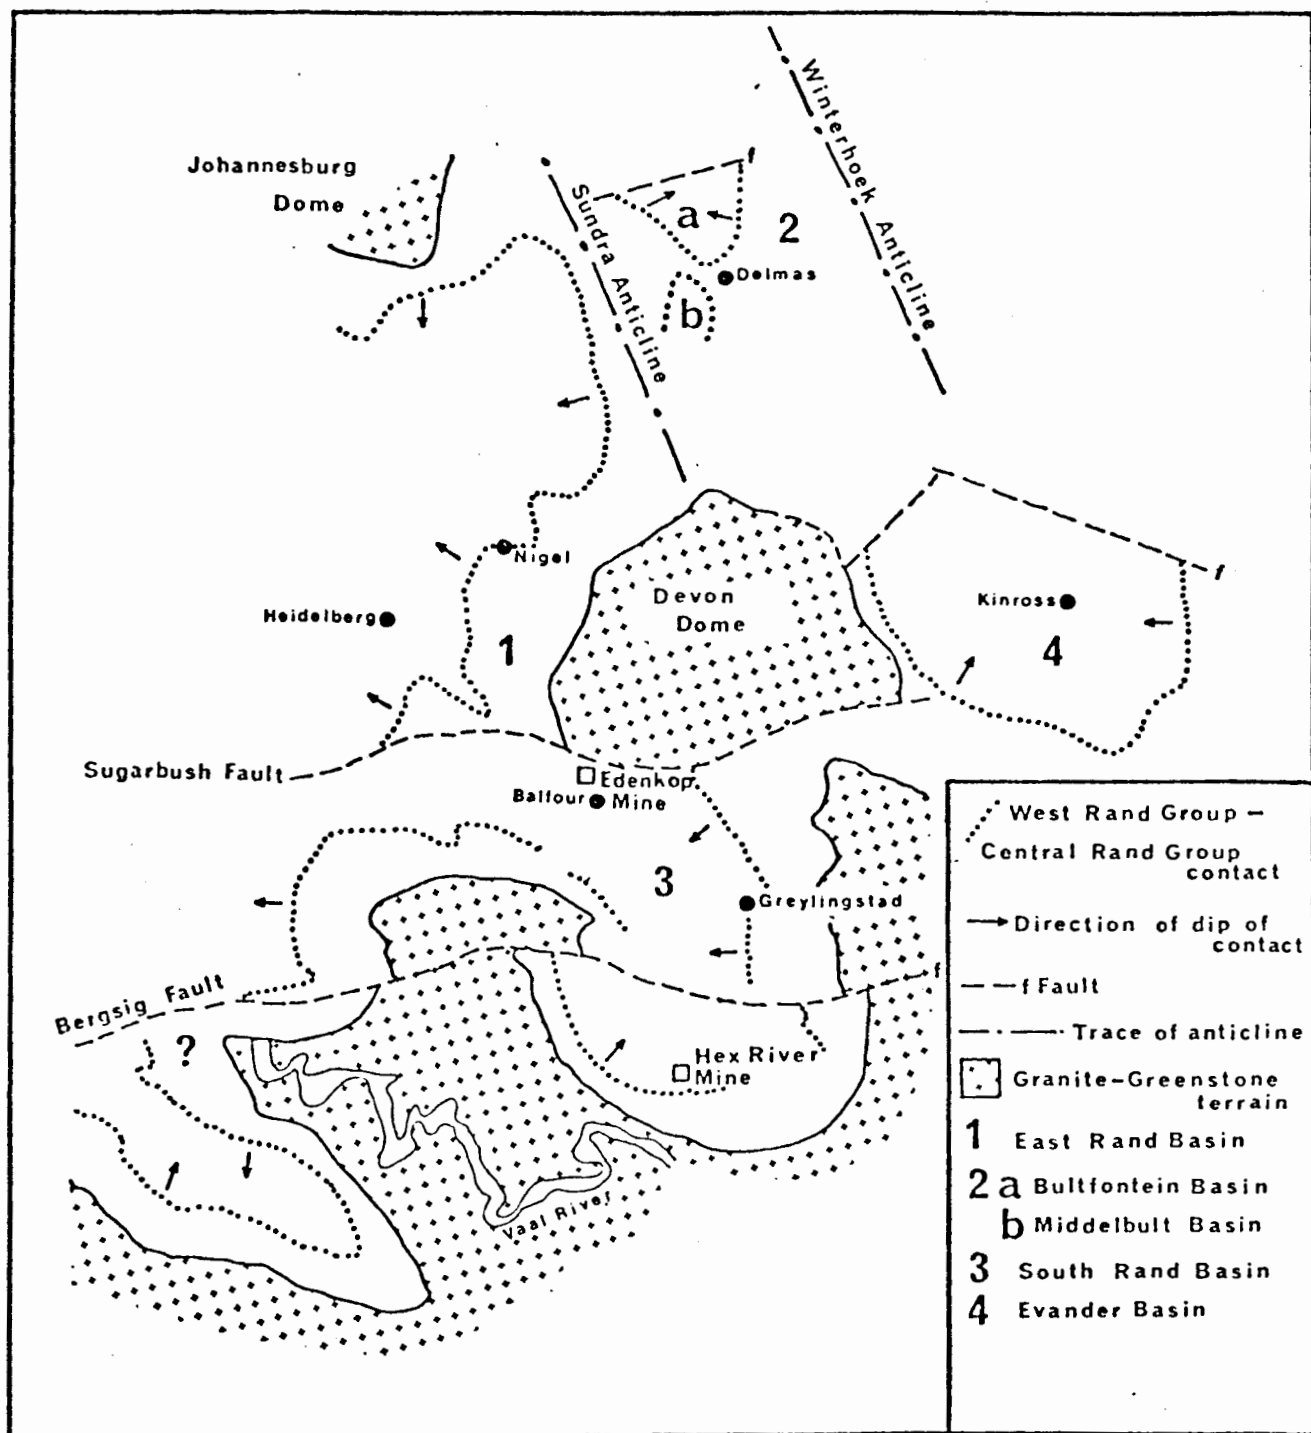 Johannesburg
Dome
Winterhoek Anticline
Sundra Anticline
f
a
2
Delmas
b
Nigel
Heidelberg
1
Devon
Dome
f
Kinross
4
Sugarbush Fault
Edenkop
Balfour
Mine
3
Greylingstad
Bergsig Fault
f
?
Hex River
Mine
Vaal River
West Rand Group –
Central Rand Group
contact
Direction of dip of
contact
f Fault
Trace of anticline
Granite-Greenstone
terrain
1 East Rand Basin
2 a Bultfontein Basin
b Middelbult Basin
3 South Rand Basin
4 Evander Basin